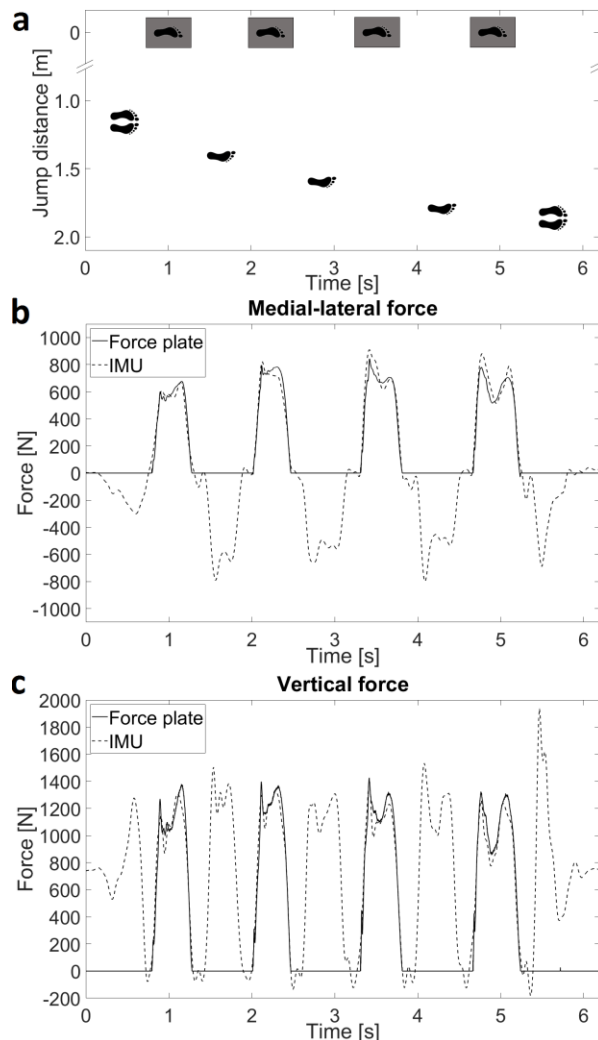 a
0
1.0
1.5
2.0
Jump distance [m]
0 1 2 3 4 5 6
Time [s]
b
Medial-lateral force
Force plate
IMU
1000
800
600
400
200
0
-200
-400
-600
-800
-1000
Force [N]
0 1 2 3 4 5 6
Time [s]
c
Vertical force
Force plate
IMU
2000
1800
1600
1400
1200
1000
800
600
400
200
0
-200
Force [N]
0 1 2 3 4 5 6
Time [s]